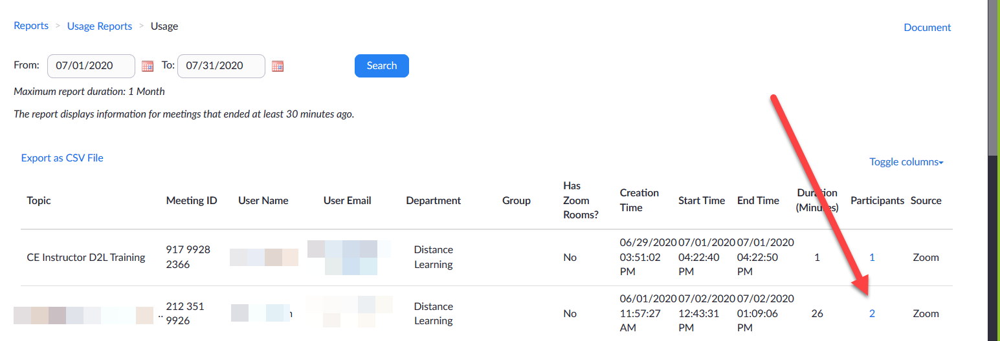 Reports > Usage Reports > Usage
Document
From: 07/01/2020 To: 07/31/2020 Search
Maximum report duration: 1 Month
The report displays information for meetings that ended at least 30 minutes ago.
Export as CSV File
Toggle columns
Topic Meeting ID User Name User Email Department Group Has Zoom Rooms? Creation Time Start Time End Time Duration (Minutes) Participants Source
CE Instructor D2L Training 917 9928 2366 Distance Learning No 06/29/2020 03:51:02 PM 07/01/2020 04:22:40 PM 07/01/2020 04:22:50 PM 1 1 Zoom
.. 212 351 9926 Distance Learning No 06/01/2020 11:57:27 AM 07/02/2020 12:43:31 PM 07/02/2020 01:09:06 PM 26 2 Zoom